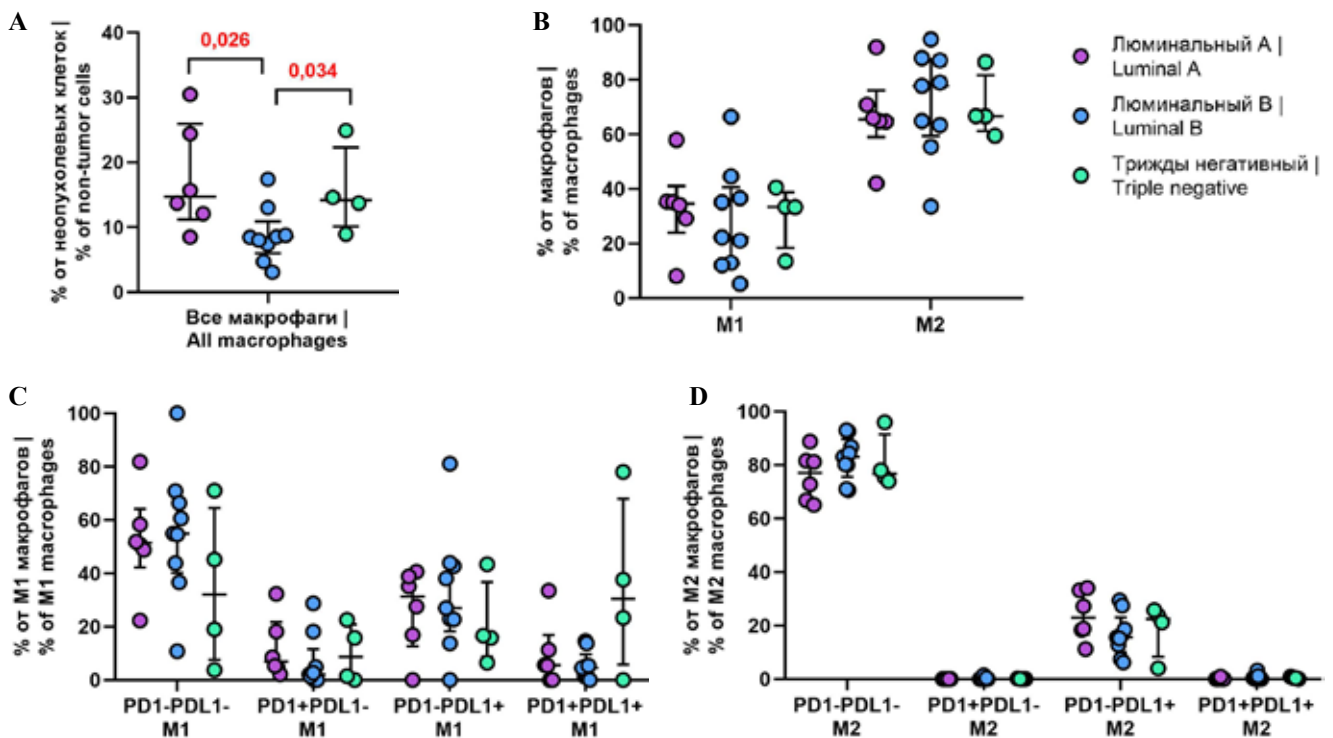 A
% от неопухолевых клеток |
% of non-tumor cells
40
30
20
10
0
0,026
0,034
Все макрофаги |
All macrophages
B
% от макрофагов |
% of macrophages
100
80
60
40
20
0
M1
M2
Люминальный А |
Luminal A
Люминальный В |
Luminal B
Трижды негативный |
Triple negative
C
% от М1 макрофагов |
% of M1 macrophages
100
80
60
40
20
0
PD1-PDL1- PD1+PDL1- PD1-PDL1+ PD1+PDL1+
M1 M1 M1 M1
D
% от М2 макрофагов |
% of M2 macrophages
100
80
60
40
20
0
PD1-PDL1- PD1+PDL1- PD1-PDL1+ PD1+PDL1+
M2 M2 M2 M2